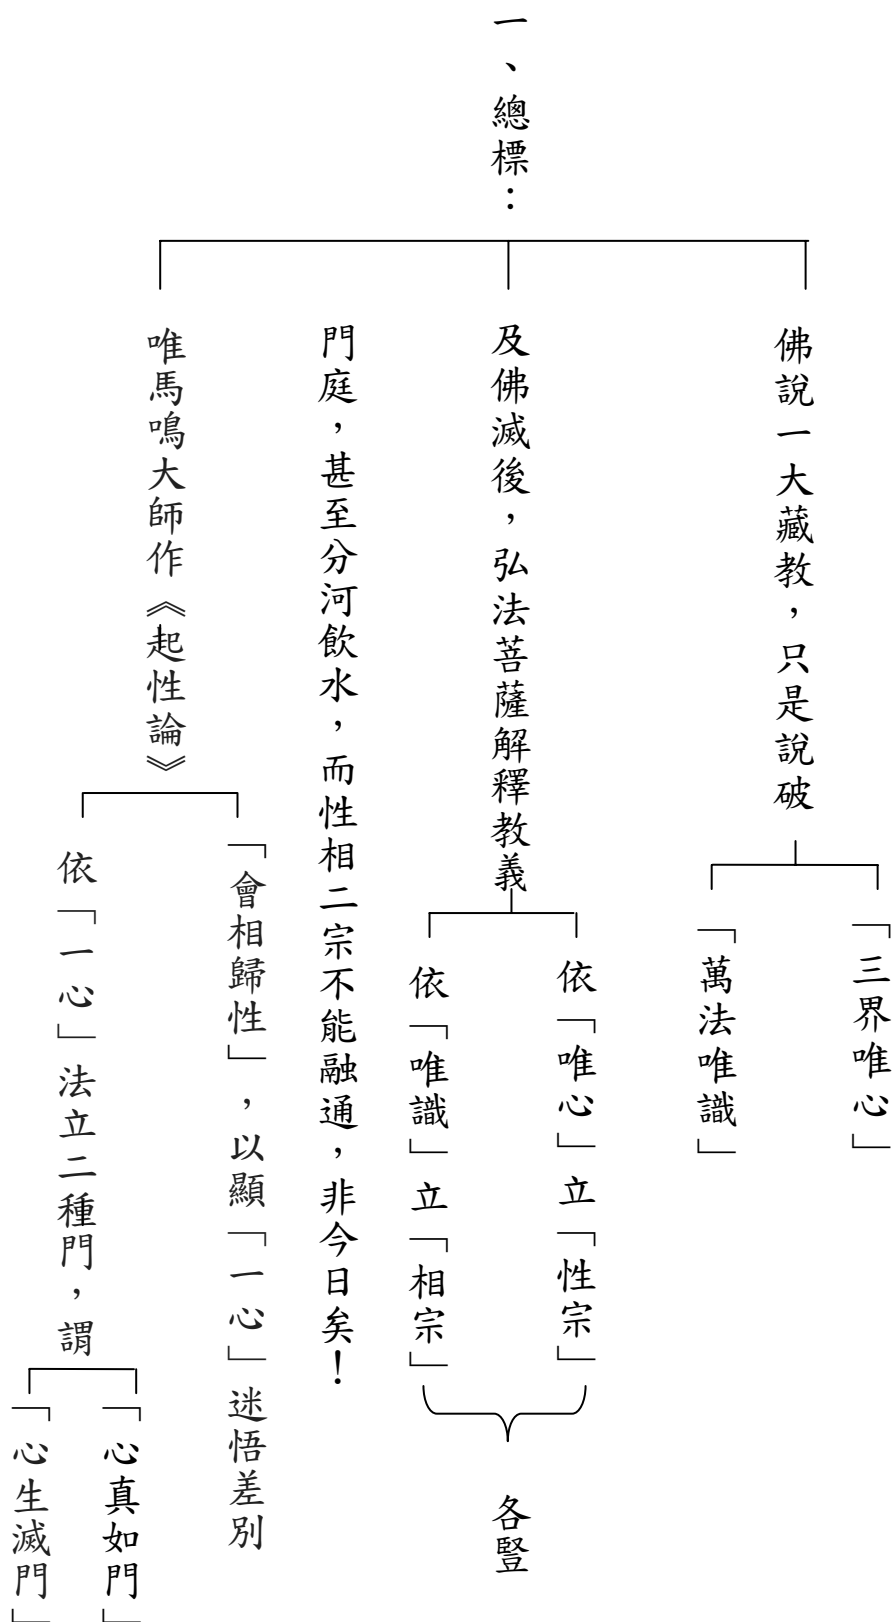 一、總標：
佛說一大藏教，只是說破
「三界唯心」
「萬法唯識」
及佛滅後，弘法菩薩解釋教義
依「唯心」立「性宗」
依「唯識」立「相宗」
各豎
門庭，甚至分河飲水，而性相二宗不能融通，非今日矣！
唯馬鳴大師作《起性論》
「會相歸性」，以顯「一心」迷悟差別
依「一心」法立二種門，謂
「心真如門」
「心生滅門」